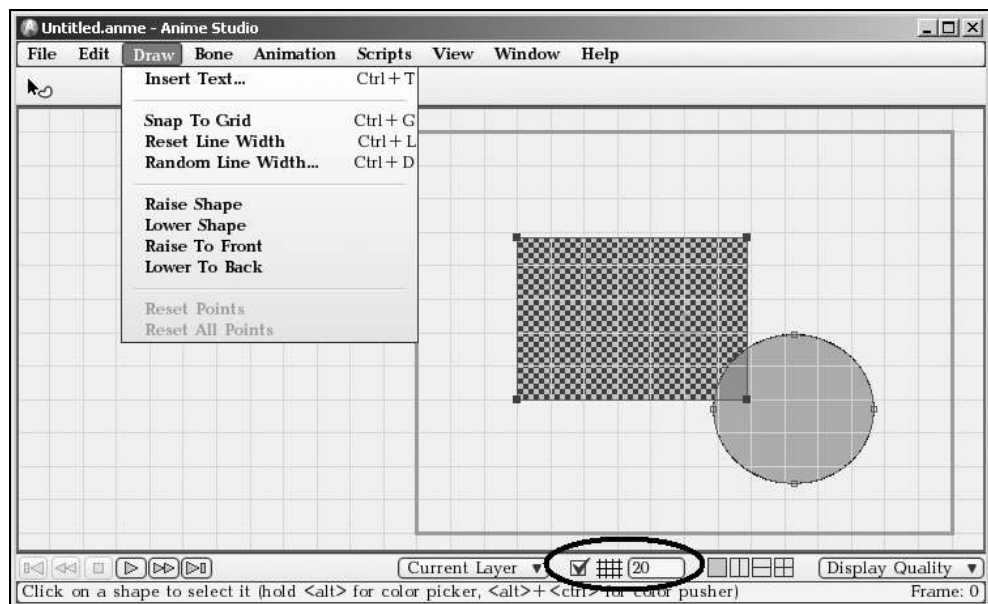 Untitled.anme - Anime Studio
File Edit Draw Bone Animation Scripts View Window Help
Insert Text... Ctrl+T
Snap To Grid Ctrl+G
Reset Line Width Ctrl+L
Random Line Width... Ctrl+D
Raise Shape
Lower Shape
Raise To Front
Lower To Back
Reset Points
Reset All Points
Current Layer 20 Display Quality
Click on a shape to select it (hold <alt> for color picker, <alt>+<ctrl> for color pusher) Frame: 0